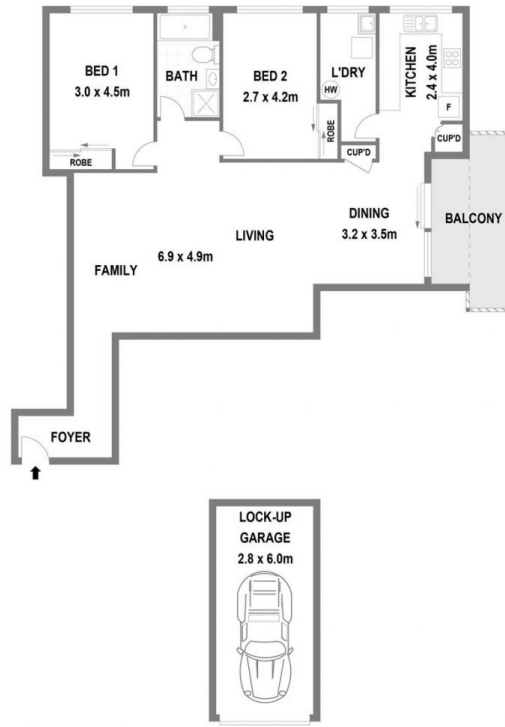 BED 1
3.0 x 4.5m
BATH
BED 2
2.7 x 4.2m
L'DRY
HW
KITCHEN
2.4 x 4.0m
F
CUP'D
ROBE
ROBE
CUP'D
BALCONY
DINING
3.2 x 3.5m
LIVING
6.9 x 4.9m
FAMILY
FOYER
LOCK-UP
GARAGE
2.8 x 6.0m